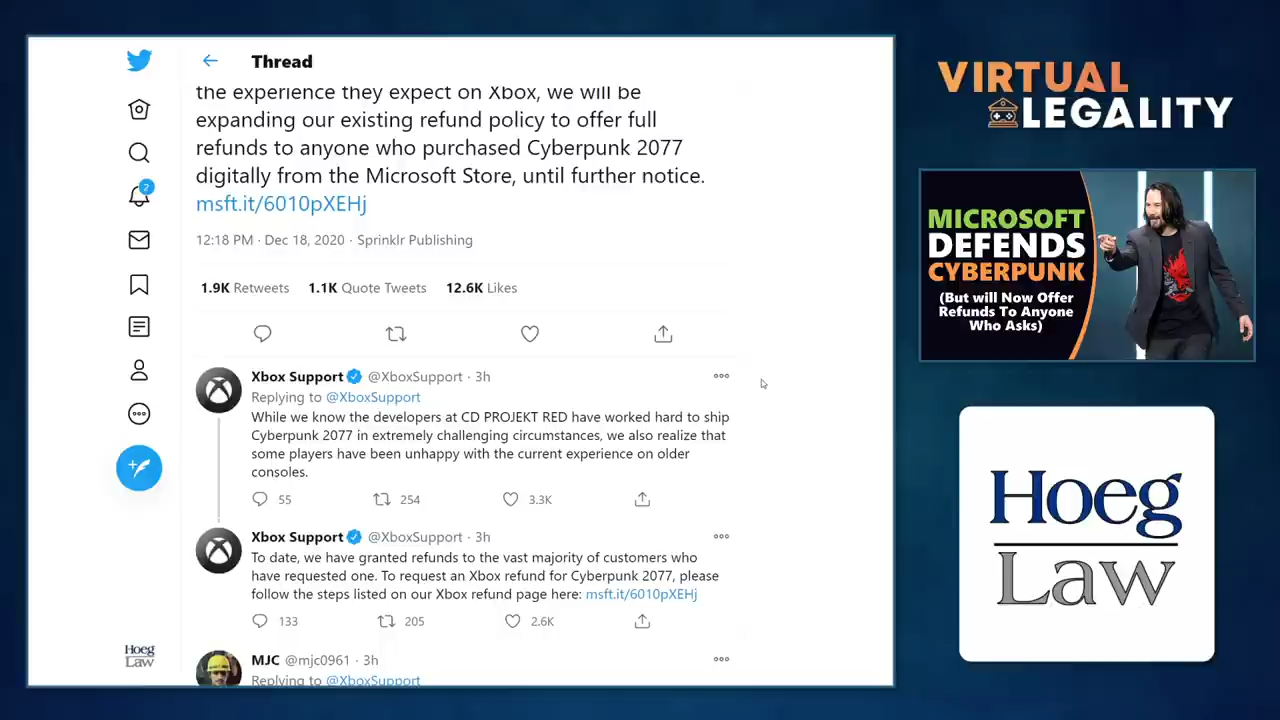 Thread
the experience they expect on Xbox, we will be
expanding our existing refund policy to offer full
refunds to anyone who purchased Cyberpunk 2077
digitally from the Microsoft Store, until further notice.
msft.it/6010pXEHj
12:18 PM · Dec 18, 2020 · Sprinklr Publishing
1.9K Retweets 1.1K Quote Tweets 12.6K Likes
Xbox Support @XboxSupport · 3h
Replying to @XboxSupport
While we know the developers at CD PROJEKT RED have worked hard to ship
Cyberpunk 2077 in extremely challenging circumstances, we also realize that
some players have been unhappy with the current experience on older
consoles.
55 254 3.3K
Xbox Support @XboxSupport · 3h
To date, we have granted refunds to the vast majority of customers who
have requested one. To request an Xbox refund for Cyberpunk 2077, please
follow the steps listed on our Xbox refund page here: msft.it/6010pXEHj
133 205 2.6K
MJC @mjc0961 · 3h
Replying to @XboxSupport
2
Hoeg
Law
VIRTUAL
LEGALITY
MICROSOFT
DEFENDS
CYBERPUNK
(But will Now Offer
Refunds To Anyone
Who Asks)
Hoeg
Law